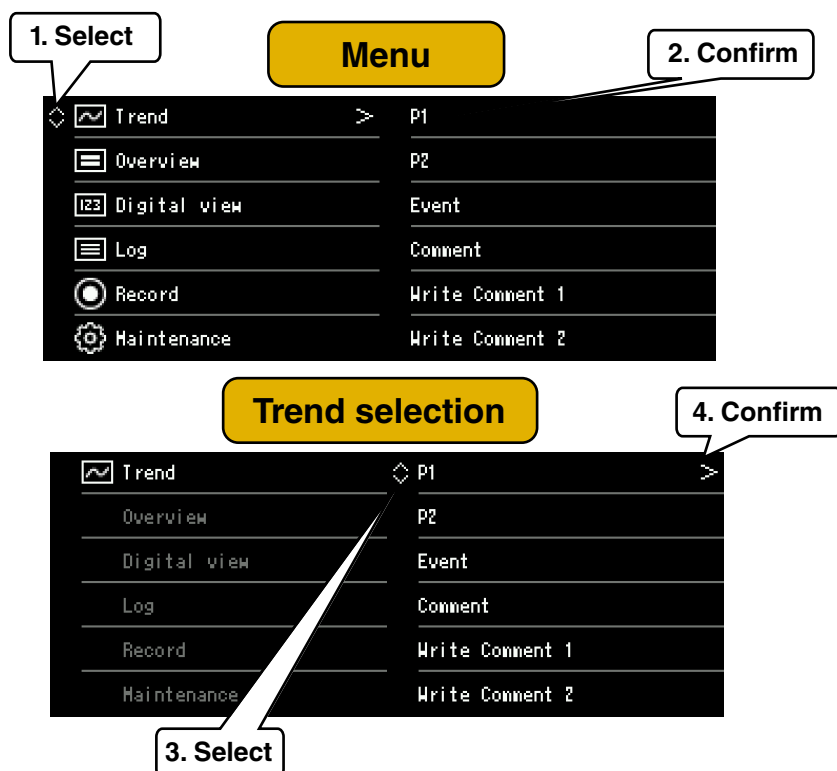 1. Select
Menu
2. Confirm
Trend > P1
Overview P2
123 Digital view Event
Log Comment
Record Write Comment 1
Maintenance Write Comment 2
Trend selection
4. Confirm
Trend P1 >
Overview P2
Digital view Event
Log Comment
Record Write Comment 1
Maintenance Write Comment 2
3. Select